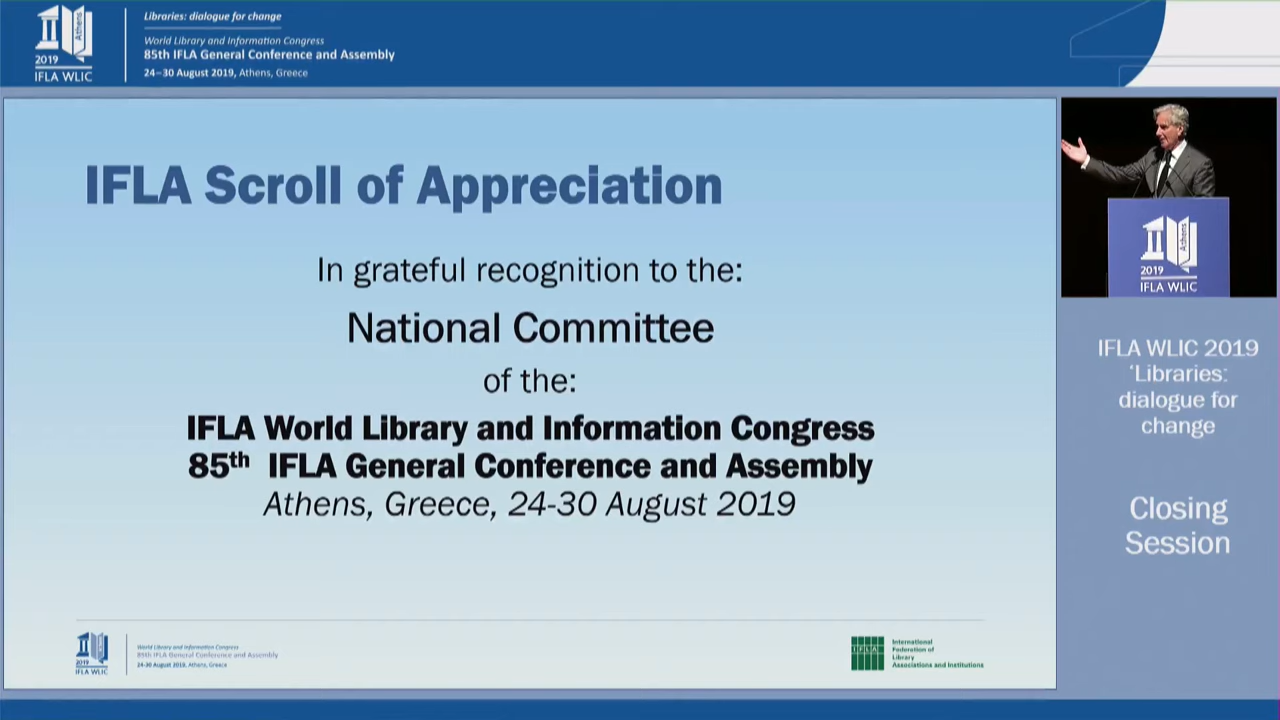 Athens
2019
IFLA WLIC
Libraries: dialogue for change
World Library and Information Congress
85th IFLA General Conference and Assembly
24–30 August 2019, Athens, Greece
IFLA Scroll of Appreciation
In grateful recognition to the:
National Committee
of the:
IFLA World Library and Information Congress
85th IFLA General Conference and Assembly
Athens, Greece, 24-30 August 2019
2019
IFLA WLIC
World Library and Information Congress
85th IFLA General Conference and Assembly
24-30 August 2019, Athens, Greece
IFLA
International
Federation of
Library
Associations and Institutions
Athens
2019
IFLA WLIC
IFLA WLIC 2019
‘Libraries:
dialogue for
change
Closing
Session